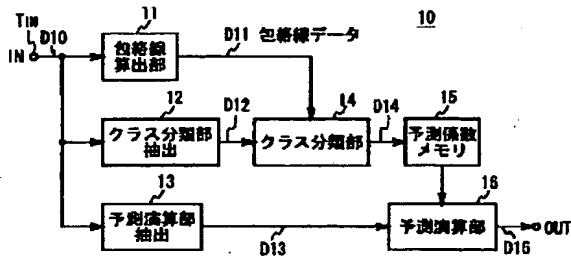 10
TIN
D10
IN
11
包絡線
算出部
D11 包絡線データ
12
クラス分類部
抽出
D12
14
クラス分類部
D14
15
予測係数
メモリ
13
予測演算部
抽出
D13
16
予測演算部
D16
OUT